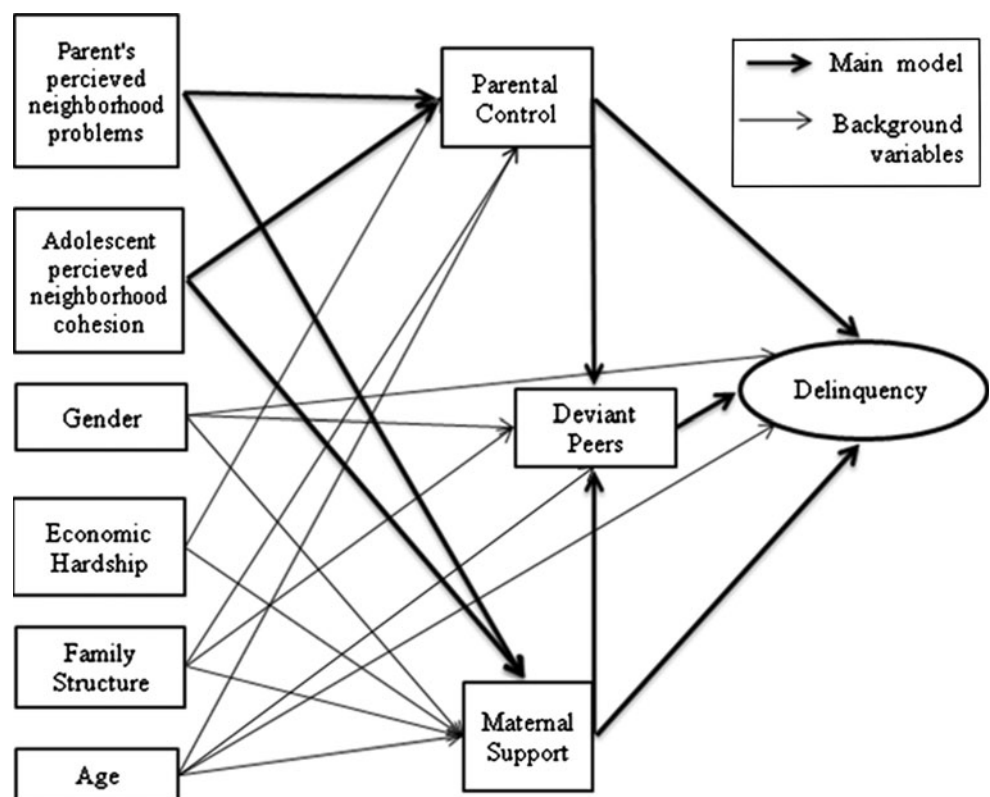 Parent's
percieved
neighborhood
problems
Adolescent
percieved
neighborhood
cohesion
Gender
Economic
Hardship
Family
Structure
Age
Parental
Control
Deviant
Peers
Maternal
Support
Delinquency
Main model
Background
variables